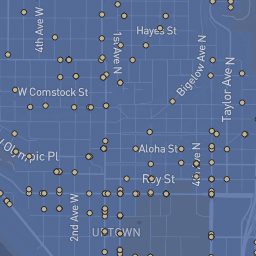 Hayes St
4th Ave W
1st Ave N
Bigelow Ave N
Taylor Ave N
W Comstock St
Olympic Pl
Aloha St
4th Ave N
Roy St
2nd Ave W
UPTOWN